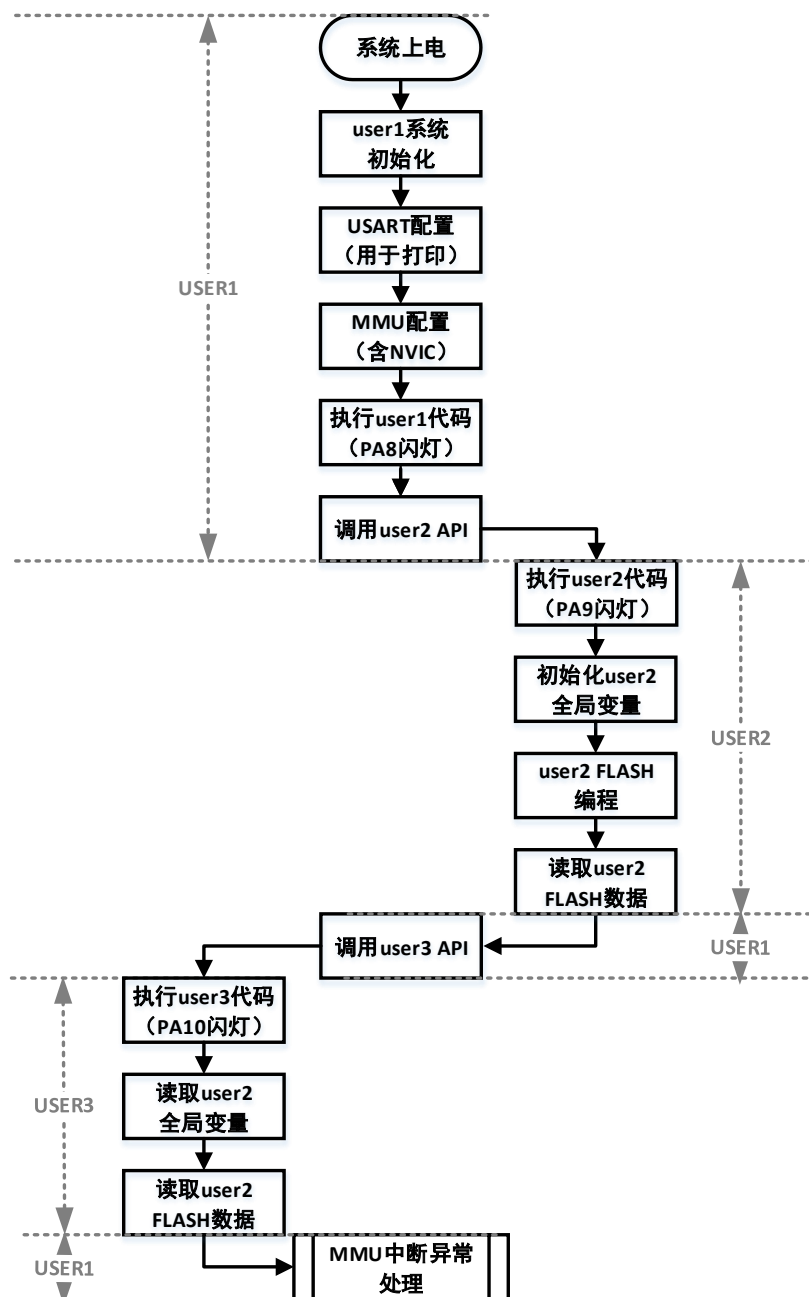 系统上电
user1系统
初始化
USART配置
（用于打印）
USER1
MMU配置
（含NVIC）
执行user1代码
（PA8闪灯）
调用user2 API
执行user2代码
（PA9闪灯）
初始化user2
全局变量
USER2
user2 FLASH
编程
读取user2
FLASH数据
调用user3 API
USER1
执行user3代码
（PA10闪灯）
USER3
读取user2
全局变量
读取user2
FLASH数据
USER1
MMU中断异常
处理